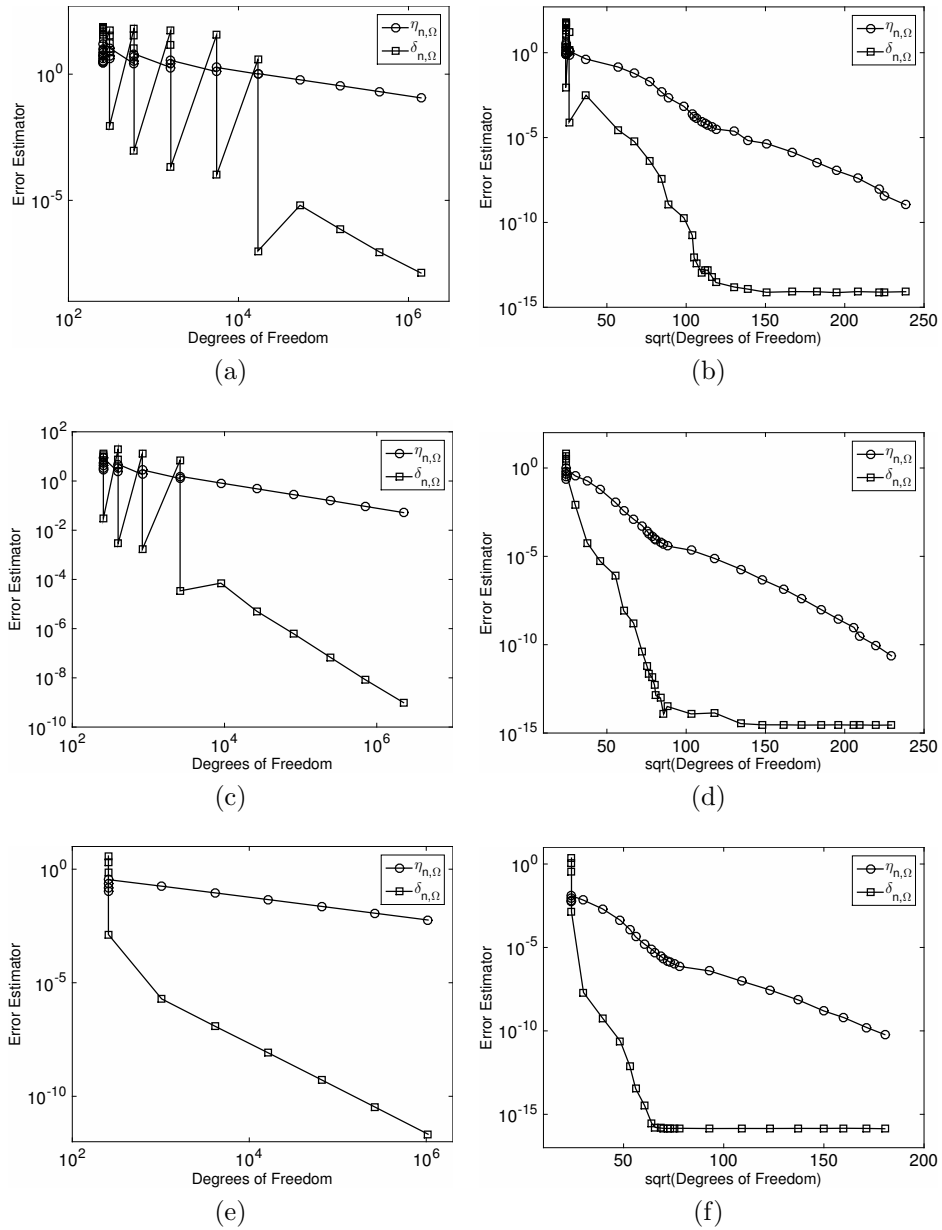 η_{n,Ω}
δ_{n,Ω}
10^0
10^{-5}
Error Estimator
10^2 10^4 10^6
Degrees of Freedom
(a)
η_{n,Ω}
δ_{n,Ω}
10^0
10^{-5}
10^{-10}
10^{-15}
Error Estimator
50 100 150 200 250
sqrt(Degrees of Freedom)
(b)
η_{n,Ω}
δ_{n,Ω}
10^2
10^0
10^{-2}
10^{-4}
10^{-6}
10^{-8}
10^{-10}
Error Estimator
10^2 10^4 10^6
Degrees of Freedom
(c)
η_{n,Ω}
δ_{n,Ω}
10^0
10^{-5}
10^{-10}
10^{-15}
Error Estimator
50 100 150 200 250
sqrt(Degrees of Freedom)
(d)
η_{n,Ω}
δ_{n,Ω}
10^0
10^{-5}
10^{-10}
Error Estimator
10^2 10^4 10^6
Degrees of Freedom
(e)
η_{n,Ω}
δ_{n,Ω}
10^0
10^{-5}
10^{-10}
10^{-15}
Error Estimator
50 100 150 200
sqrt(Degrees of Freedom)
(f)